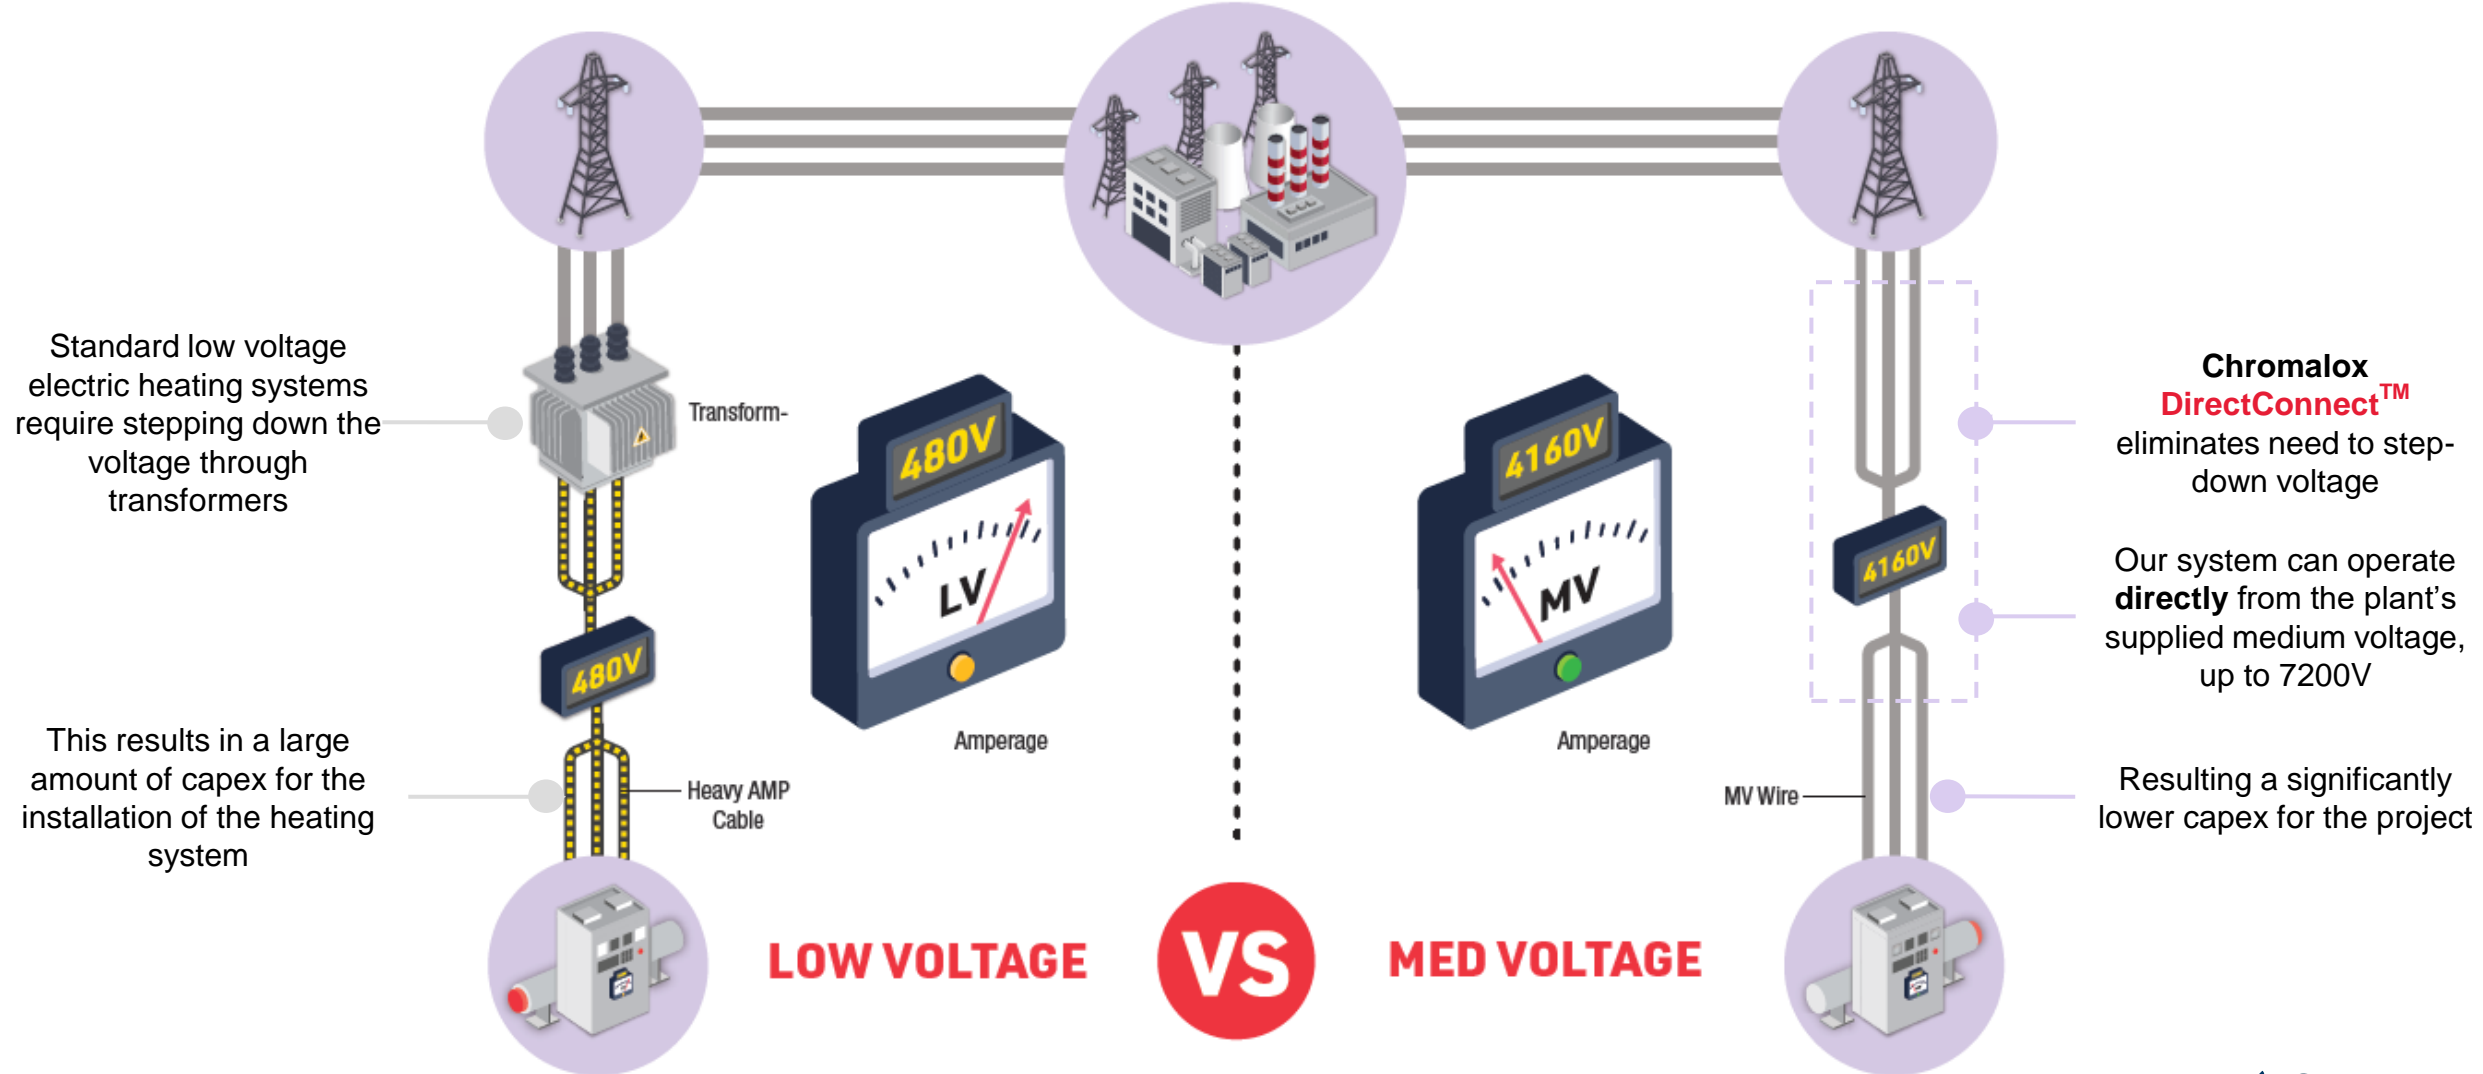 Standard low voltage
electric heating systems
require stepping down the
voltage through
transformers
This results in a large
amount of capex for the
installation of the heating
system
Transform-
480V
Heavy AMP
Cable
480V
LV
Amperage
LOW VOLTAGE
VS
4160V
MV
Amperage
MED VOLTAGE
4160V
MV Wire
Chromalox
DirectConnect™
eliminates need to step-
down voltage
Our system can operate
directly from the plant’s
supplied medium voltage,
up to 7200V
Resulting a significantly
lower capex for the project